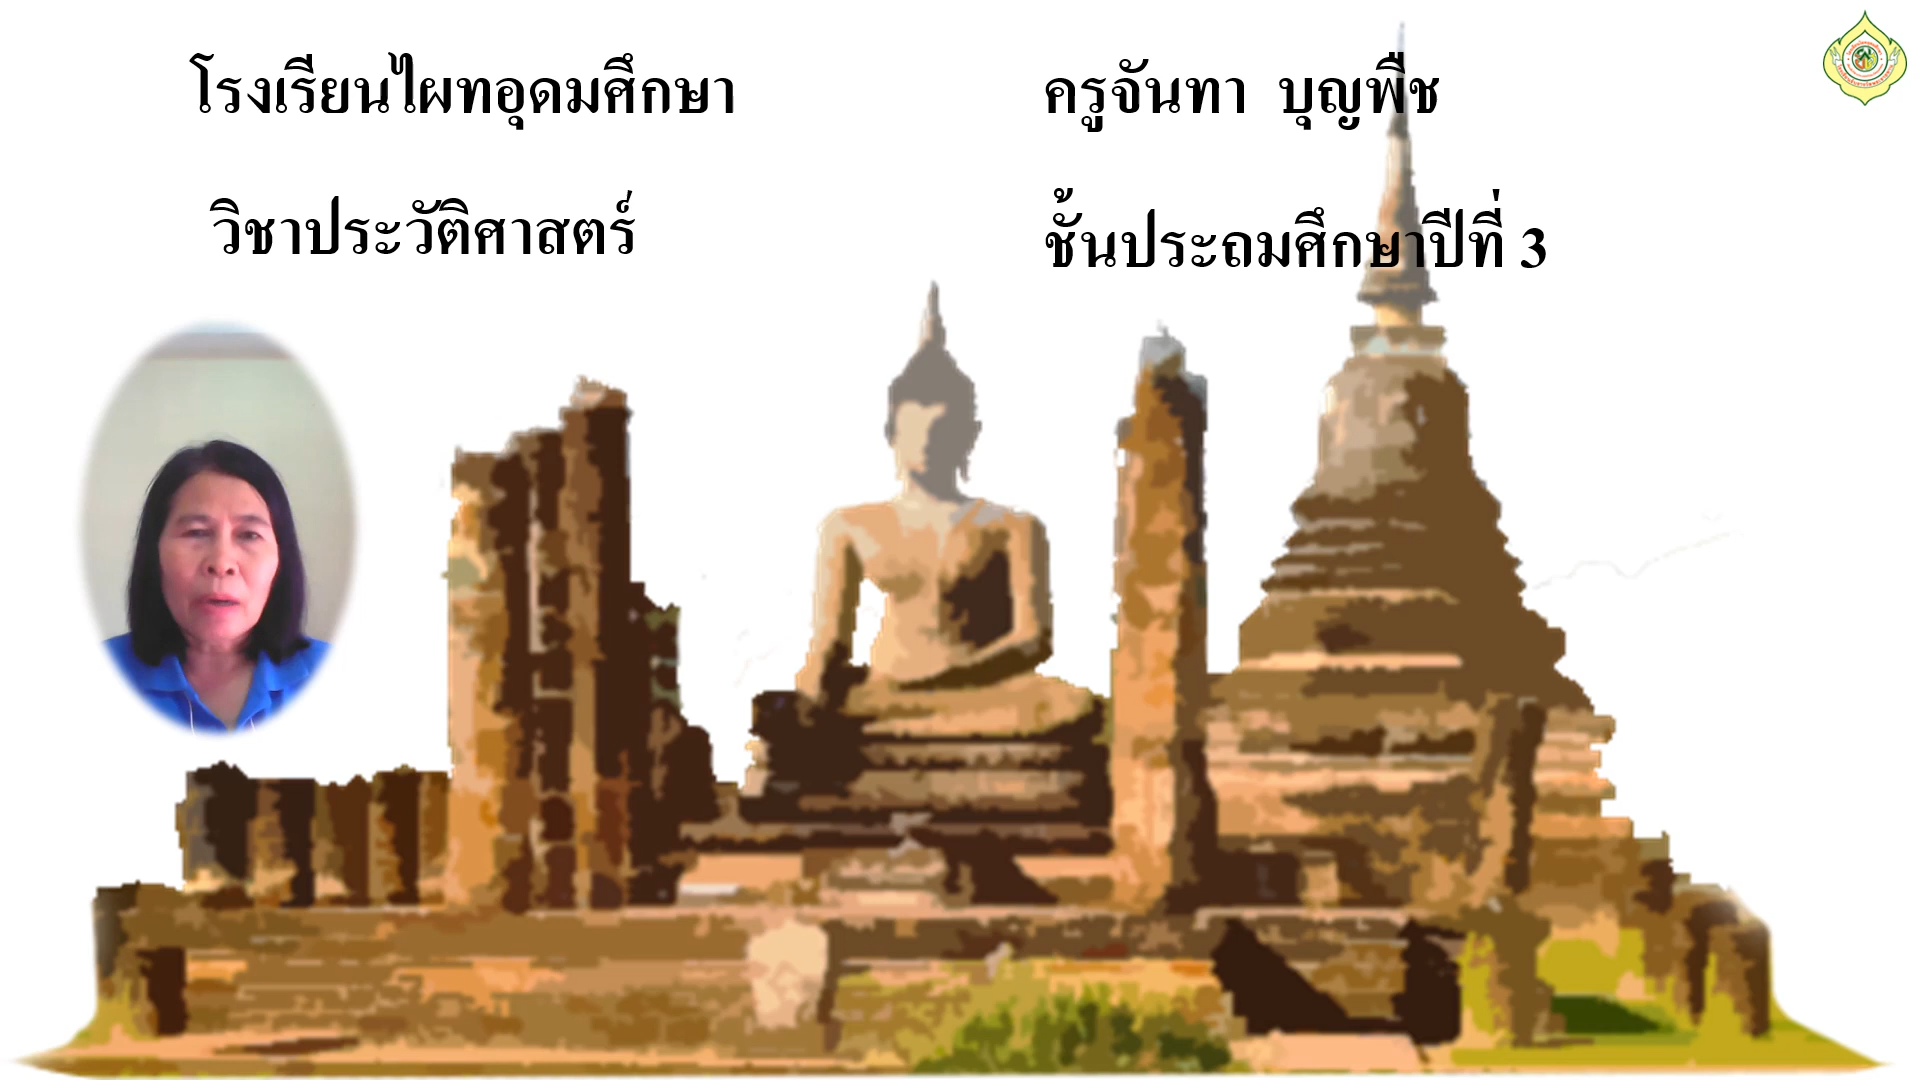 โรงเรียนไผทอุดมศึกษา
ครูจันทา บุญพืช
วิชาประวัติศาสตร์
ชั้นประถมศึกษาปีที่ 3